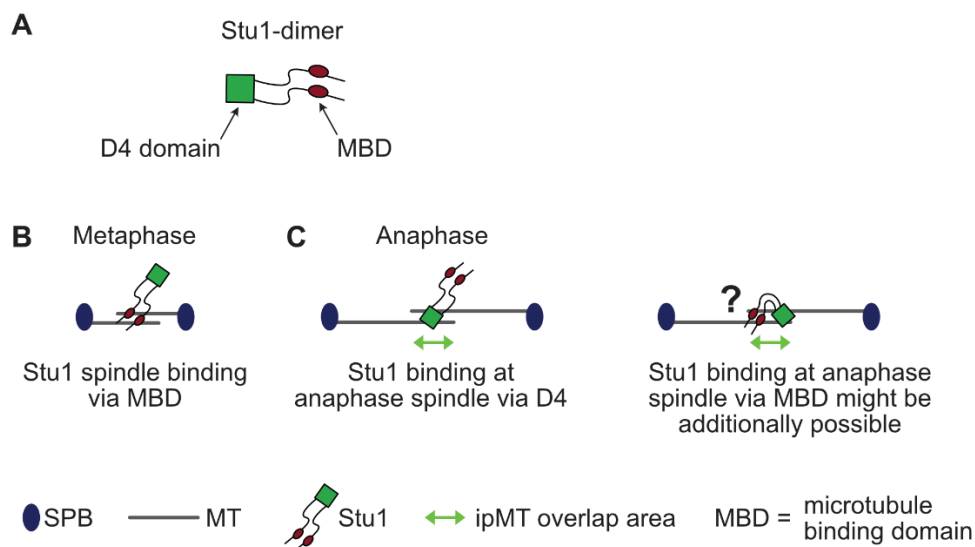 A
Stu1-dimer
D4 domain
MBD
B Metaphase
C Anaphase
?
Stu1 spindle binding
via MBD
Stu1 binding at
anaphase spindle via D4
Stu1 binding at anaphase
spindle via MBD might be
additionally possible
SPB
MT
Stu1
ipMT overlap area
MBD = microtubule
binding domain